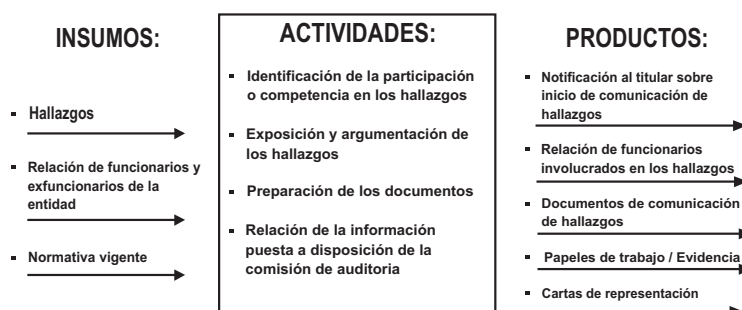 INSUMOS:
▪ Hallazgos
▪ Relación de funcionarios y
exfuncionarios de la
entidad
▪ Normativa vigente
ACTIVIDADES:
▪ Identificación de la participación
o competencia en los hallazgos
▪ Exposición y argumentación de
los hallazgos
▪ Preparación de los documentos
▪ Relación de la información
puesta a disposición de la
comisión de auditoria
PRODUCTOS:
▪ Notificación al titular sobre
inicio de comunicación de
hallazgos
▪ Relación de funcionarios
involucrados en los hallazgos
▪ Documentos de comunicación
de hallazgos
▪ Papeles de trabajo / Evidencia
▪ Cartas de representación